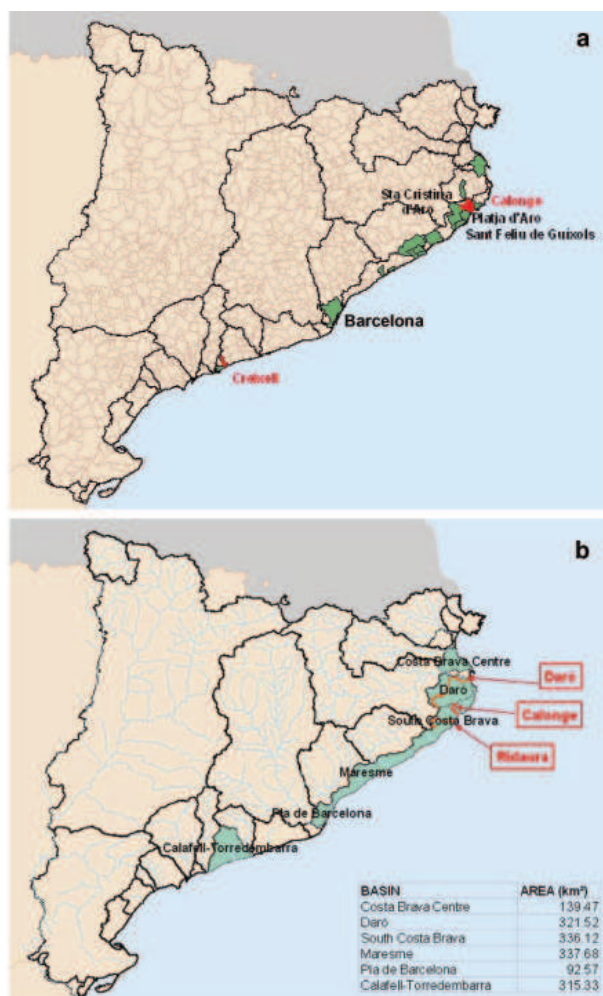 a
Sta Cristina
d'Aro
Calonge
Platja d'Aro
Sant Feliu de Guíxols
Barcelona
Creixell
b
Costa Brava Centre
Daró
Daró
Calonge
South Costa Brava
Ridaura
Maresme
Pla de Barcelona
Calafell-Torredembarra
BASIN AREA (km²)
Costa Brava Centre 139.47
Daró 321.52
South Costa Brava 336.12
Maresme 337.68
Pla de Barcelona 92.57
Calafell-Torredembarra 315.33